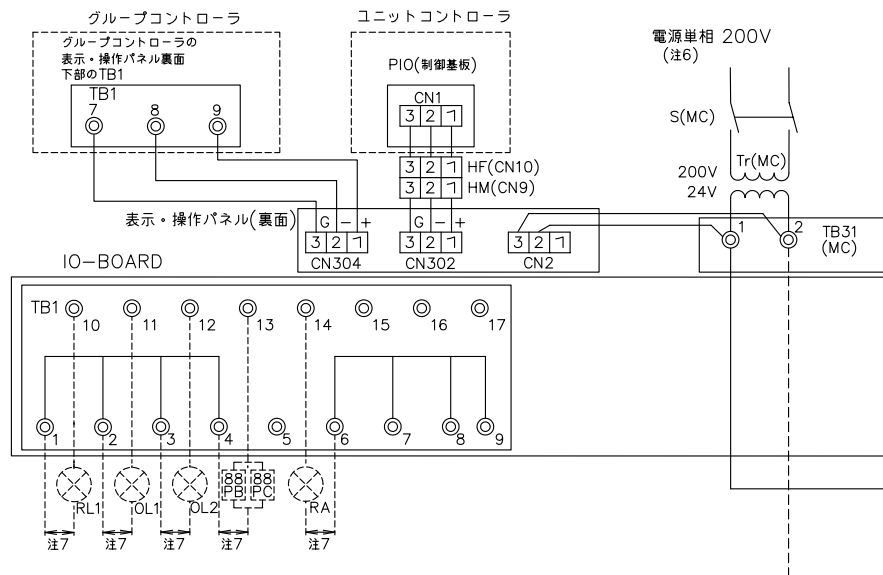 グループコントローラ
ユニットコントローラ
グループコントローラの
表示・操作パネル裏面
下部のTB1
TB1
7 8 9
PIO(制御基板)
CN1
3 2 1
3 2 1 HF(CN10)
3 2 1 HM(CN9)
電源単相 200V
(注6)
S(MC)
Tr(MC)
200V
24V
1 2
TB31
(MC)
表示・操作パネル(裏面)
G - +
3 2 1
CN304
G - +
3 2 1
CN302
3 2 1
CN2
IO-BOARD
TB1
10 11 12 13 14 15 16 17
1 2 3 4 5 6 7 8 9
RL1 OL1 OL2
88
PB
88
PC
RA
注7 注7 注7 注7 注7